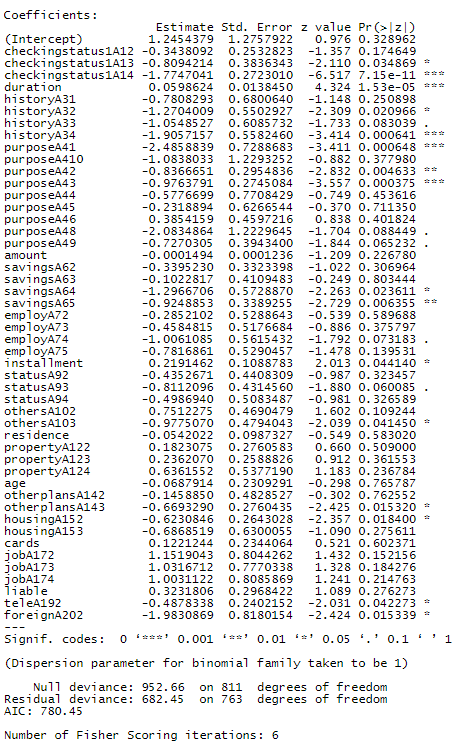 Coefficients:
Estimate Std. Error z value Pr(>|z|)
(Intercept) 1.2454379 1.2757922 0.976 0.328962
checkingstatus1A12 -0.3438092 0.2532823 -1.357 0.174649
checkingstatus1A13 -0.8094214 0.3836343 -2.110 0.034869 *
checkingstatus1A14 -1.7747041 0.2723010 -6.517 7.15e-11 ***
duration 0.0598624 0.0138450 4.324 1.53e-05 ***
historyA31 -0.7808293 0.6800640 -1.148 0.250898
historyA32 -1.2704009 0.5502927 -2.309 0.020966 *
historyA33 -1.0548527 0.6085732 -1.733 0.083039 .
historyA34 -1.9057157 0.5582460 -3.414 0.000641 ***
purposeA41 -2.4858839 0.7288683 -3.411 0.000648 ***
purposeA410 -1.0838033 1.2293252 -0.882 0.377980
purposeA42 -0.8366651 0.2954836 -2.832 0.004633 **
purposeA43 -0.9763791 0.2745084 -3.557 0.000375 ***
purposeA44 -0.5776699 0.7708429 -0.749 0.453616
purposeA45 -0.2318894 0.6266544 -0.370 0.711350
purposeA46 0.3854159 0.4597216 0.838 0.401824
purposeA48 -2.0834864 1.2229645 -1.704 0.088449 .
purposeA49 -0.7270305 0.3943400 -1.844 0.065232 .
amount -0.0001494 0.0001236 -1.209 0.226780
savingsA62 -0.3395230 0.3323398 -1.022 0.306964
savingsA63 -0.1022817 0.4109483 -0.249 0.803444
savingsA64 -1.2966706 0.5728870 -2.263 0.023611 *
savingsA65 -0.9248853 0.3389255 -2.729 0.006355 **
employA72 -0.2852102 0.5288643 -0.539 0.589688
employA73 -0.4584815 0.5176684 -0.886 0.375797
employA74 -1.0061085 0.5615432 -1.792 0.073183 .
employA75 -0.7816861 0.5290457 -1.478 0.139531
installment 0.2191462 0.1088783 2.013 0.044140 *
statusA92 -0.4352671 0.4408309 -0.987 0.323457
statusA93 -0.8112096 0.4314560 -1.880 0.060085 .
statusA94 -0.4986940 0.5083487 -0.981 0.326589
othersA102 0.7512275 0.4690479 1.602 0.109244
othersA103 -0.9775070 0.4794043 -2.039 0.041450 *
residence -0.0542022 0.0987327 -0.549 0.583020
propertyA122 0.1823075 0.2760583 0.660 0.509000
propertyA123 0.2362070 0.2588826 0.912 0.361553
propertyA124 0.6361552 0.5377190 1.183 0.236784
age -0.0687914 0.2309291 -0.298 0.765787
otherplansA142 -0.1458850 0.4828527 -0.302 0.762552
otherplansA143 -0.6693290 0.2760435 -2.425 0.015320 *
housingA152 -0.6230846 0.2643028 -2.357 0.018400 *
housingA153 -0.6868519 0.6300055 -1.090 0.275611
cards 0.1221244 0.2344064 0.521 0.602371
jobA172 1.1519043 0.8044262 1.432 0.152156
jobA173 1.0316712 0.7770338 1.328 0.184276
jobA174 1.0031122 0.8085869 1.241 0.214763
liable 0.3231806 0.2968422 1.089 0.276273
teleA192 -0.4878338 0.2402152 -2.031 0.042273 *
foreignA202 -1.9830869 0.8180154 -2.424 0.015339 *
---
Signif. codes: 0 ‘***’ 0.001 ‘**’ 0.01 ‘*’ 0.05 ‘.’ 0.1 ‘ ’ 1
(Dispersion parameter for binomial family taken to be 1)
Null deviance: 952.66 on 811 degrees of freedom
Residual deviance: 682.45 on 763 degrees of freedom
AIC: 780.45
Number of Fisher Scoring iterations: 6